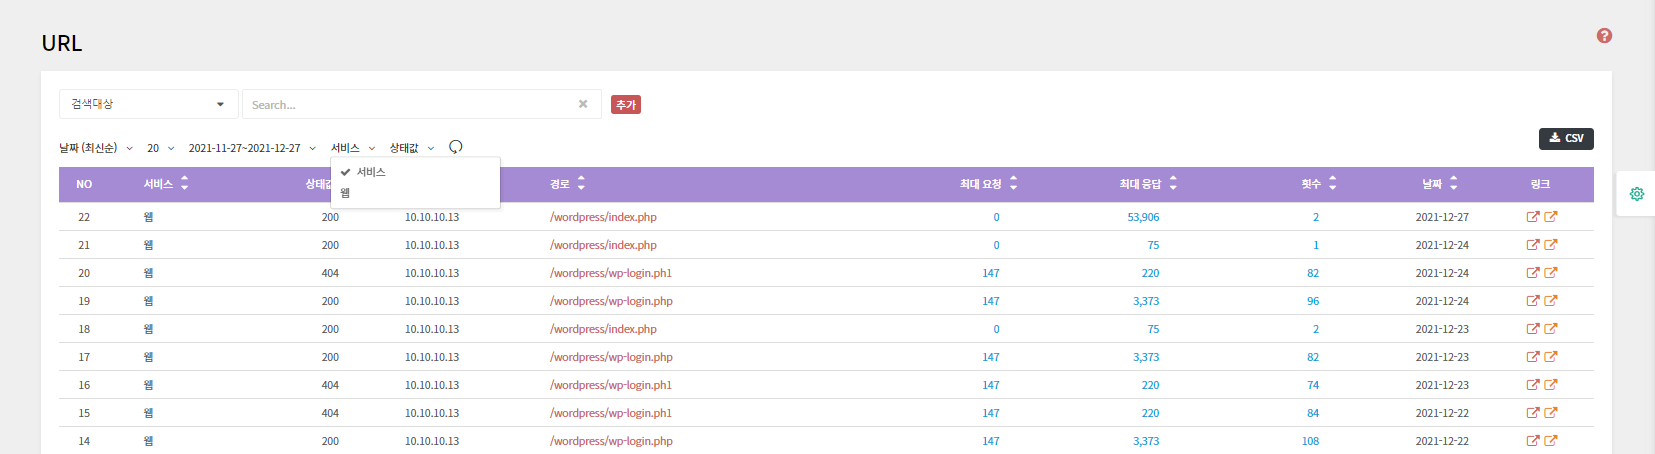 URL
검색대상 Search... 추가
CSV
날짜 (최신순) 20 2021-11-27~2021-12-27 서비스 상태값
서비스
웹
NO 서비스 상태값 경로 최대 요청 최대 응답 횟수 날짜 링크
22 웹 200 10.10.10.13 /wordpress/index.php 0 53,906 2 2021-12-27
21 웹 200 10.10.10.13 /wordpress/index.php 0 75 1 2021-12-24
20 웹 404 10.10.10.13 /wordpress/wp-login.ph1 147 220 82 2021-12-24
19 웹 200 10.10.10.13 /wordpress/wp-login.php 147 3,373 96 2021-12-24
18 웹 200 10.10.10.13 /wordpress/index.php 0 75 2 2021-12-23
17 웹 200 10.10.10.13 /wordpress/wp-login.php 147 3,373 82 2021-12-23
16 웹 404 10.10.10.13 /wordpress/wp-login.ph1 147 220 74 2021-12-23
15 웹 404 10.10.10.13 /wordpress/wp-login.ph1 147 220 84 2021-12-22
14 웹 200 10.10.10.13 /wordpress/wp-login.php 147 3,373 108 2021-12-22